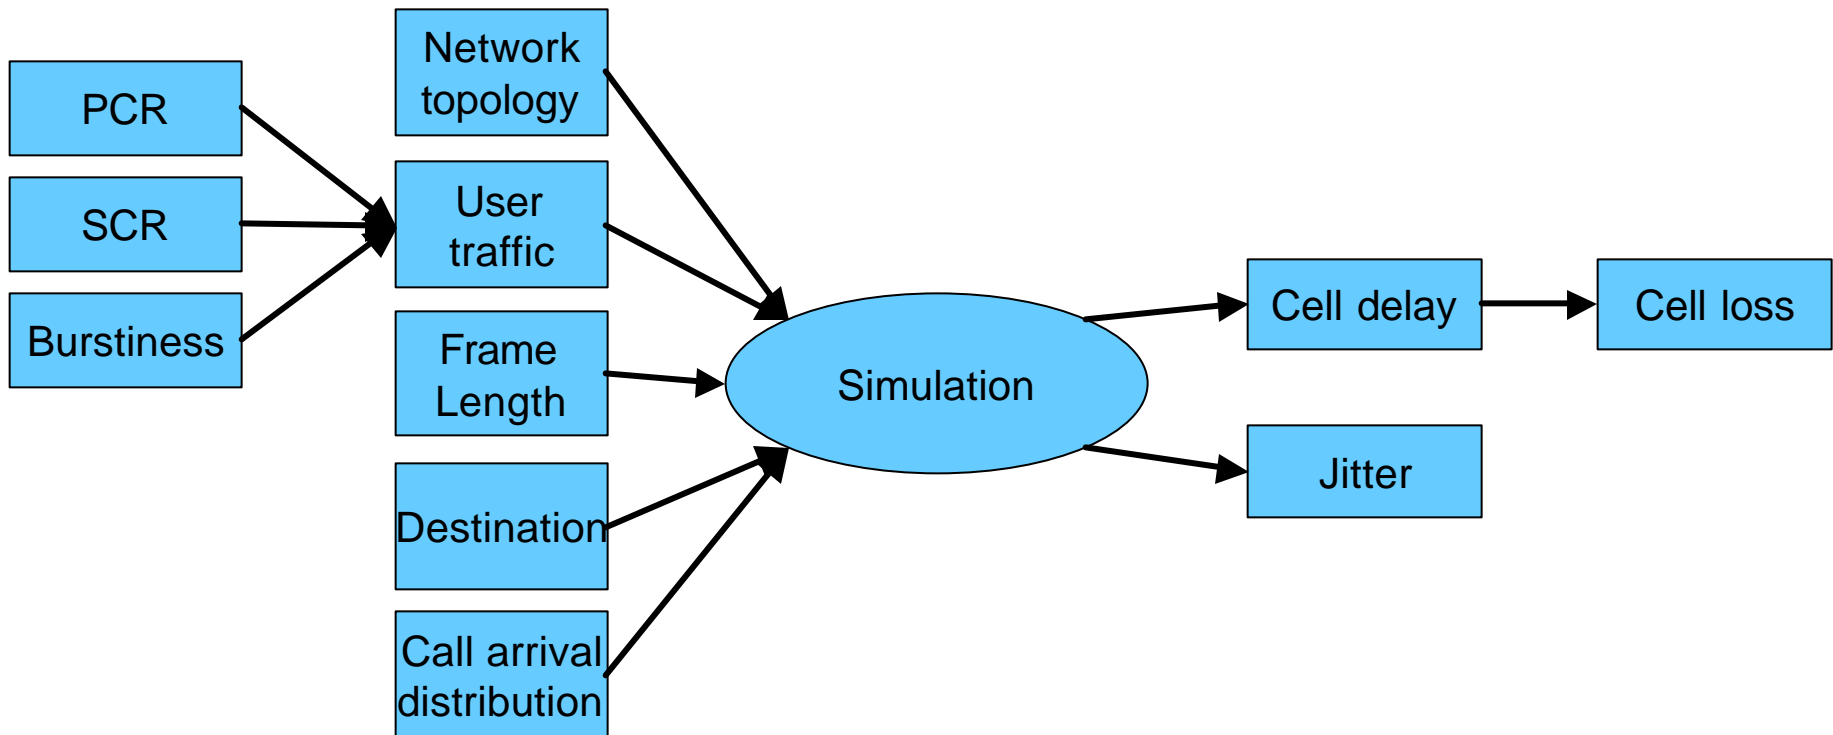 PCR
SCR
Burstiness
Network
topology
User
traffic
Frame
Length
Destination
Call arrival
distribution
Simulation
Cell delay
Cell loss
Jitter